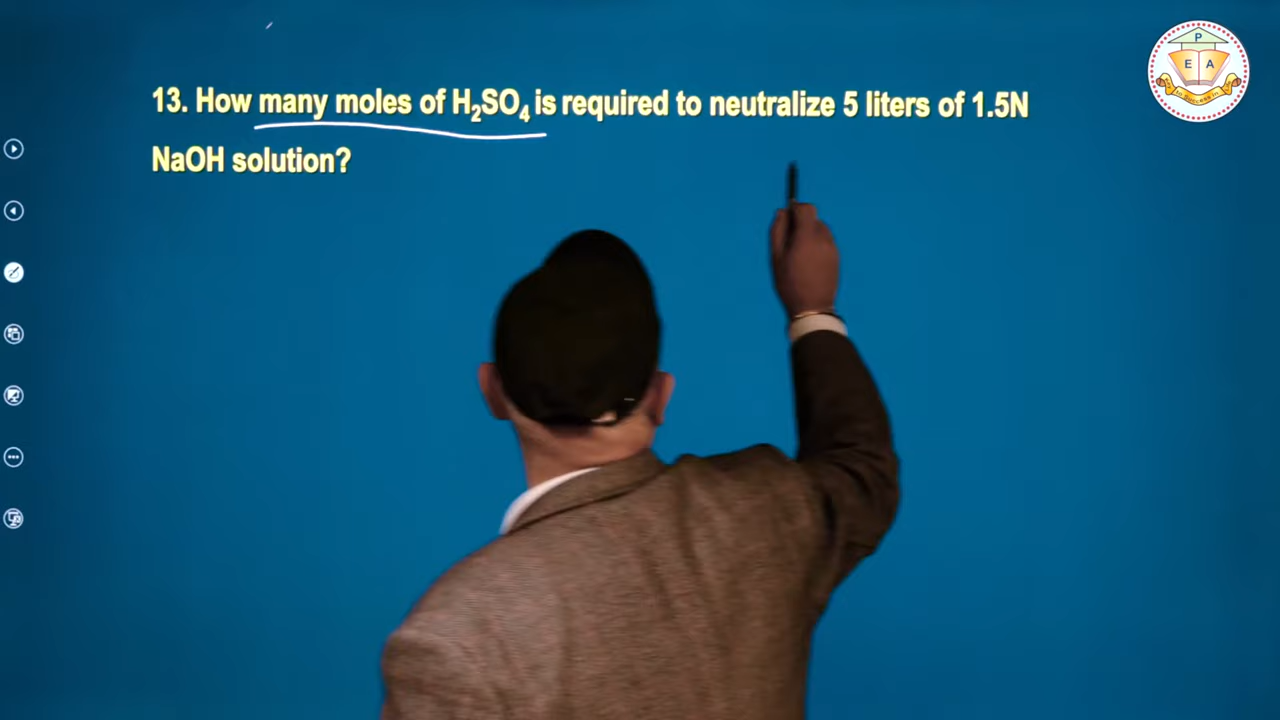 13. How many moles of H₂SO₄ is required to neutralize 5 liters of 1.5N
NaOH solution?
P
E A